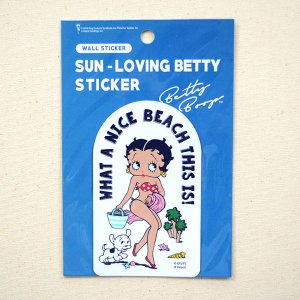 WALL STICKER
SUN-LOVING BETTY
STICKER
Betty Boop
WHAT A NICE BEACH THIS IS!